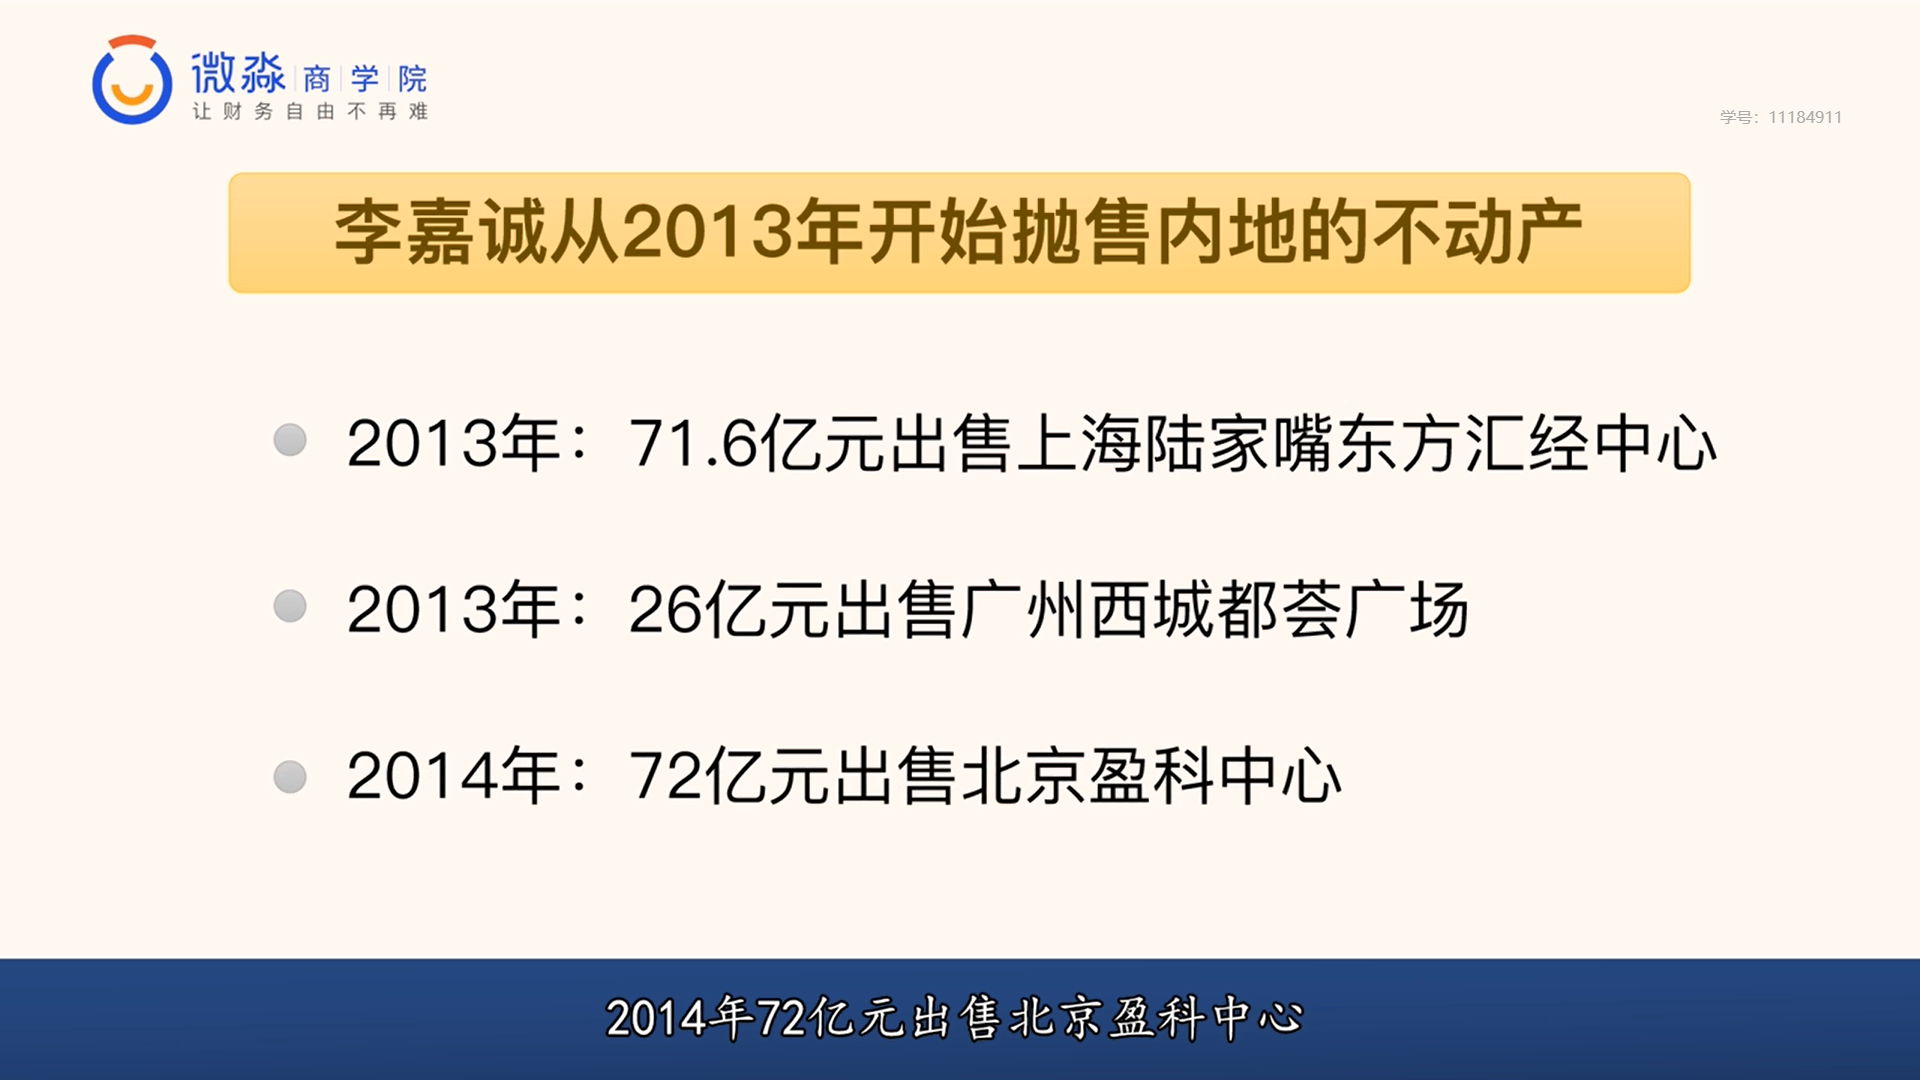 微淼商学院
让财务自由不再难
学号：11184911
李嘉诚从2013年开始抛售内地的不动产
2013年：71.6亿元出售上海陆家嘴东方汇经中心
2013年：26亿元出售广州西城都荟广场
2014年：72亿元出售北京盈科中心
2014年72亿元出售北京盈科中心